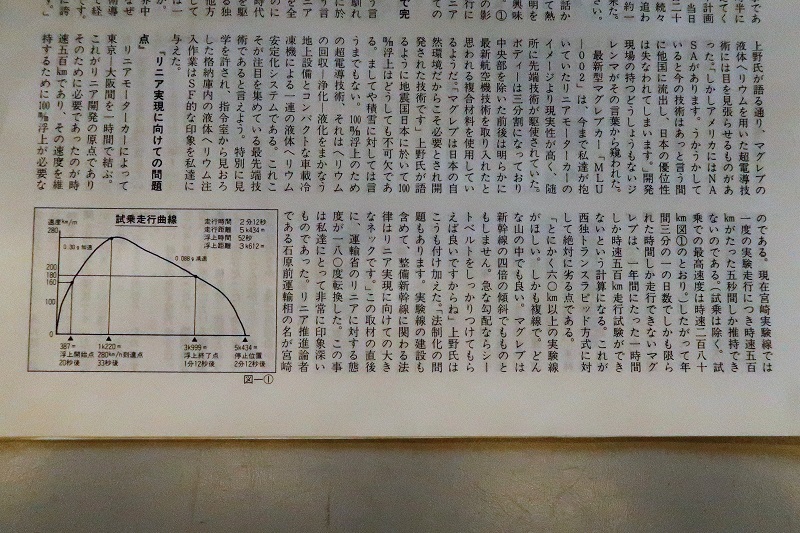 上野氏が語る通り、マグレブの
液体ヘリウムを用いた超電導技
術には目を見張らせるものがあ
った。「しかしアメリカにはNA
SAがあります。うかうかして
いると今の技術はあっと言う間
に他国に流出し、日本の優位性
は失なわれてしまいます。」開発
現場の持つどうしようもないジ
レンマがその言葉から窺われた。
最新型マグレブカー「MLU
―002」は、今まで私達が抱
いていたリニアモーターカーの
イメージより現実性が高く、随
所に先端技術が駆使されていた。
ボディーは三分割になっており
中央部を除いた前後は明らかに
最新航空機技術を取り入れたと
思われる複合材料を使用してい
るようだ。「マグレブは日本の自
然環境だからこそ必要とされ開
発された技術です」上野氏が語
るように地震国日本に於いて100
㎜浮上はどうしても不可欠であ
る。ましてや積雪に対しては言
うまでもない。100㎜浮上のため
の超電導技術、それはヘリウム
の回収―浄化・液化をまかなう
地上設備とコンパクトな車載冷
凍機による一連の液体ヘリウム
安定化システムである。これこ
そが注目を集めている最先端技
術であると言えよう。特別に見
学を許され、指令室から見おろ
した格納庫内の液体ヘリウム注
入作業はSF的な印象を私達に
与えた。
『リニア実現に向けての問題
点』
リニアモーターカーによって
東京―大阪間を一時間で結ぶ。
これがリニア開発の原点であり
そのために必要であったのが時
速五百㎞であり、その速度を維
持するために100㎜浮上が必要な
のである。現在宮崎実験線では
一度の実験走行につき時速五百
㎞がたった五秒間しか維持でき
ないのである。（試乗は除く。試
乗での最高速度は時速二百八十
㎞図①のとおり。）したがって年
間三分の一の日数でしかも限ら
れた時間しか走行できないマグ
レブは、一年間にたった一時間
しか時速五百㎞走行試験ができ
ないという計算になる。これが
西独トランスラピッド方式に対
して絶対に劣る点である。
「とにかく六〇㎞以上の実験線
がほしい。しかも複線で。どん
な山の中でも良い。マグレブは
新幹線の四倍の傾斜でもものと
もしません。急な勾配ならシー
トベルトをしっかりつけてもら
えば良いですからね」上野氏は
こうも付け加えた。「法制化の問
題もあります。実験線の建設も
含めて、整備新幹線に関わる法
律はリニア実現に向けての大き
なネックです。」この取材の直後
に、運輸省のリニアに対する態
度が一八〇度転換した。この事
は私達にとって非常に印象深い
ものであった。リニア推進論者
である石原前運輸相の名が宮崎
試乗走行曲線
速度㎞/m
走行時間 2分12秒
走行距離 5k434m
浮上時間 52秒
浮上距離 3k612m
280
200
180
160
0.30g加速
0.088g減速
0
387m
浮上開始点
20秒後
1k220m
280㎞/h到達点
33秒後
3k999m
浮上終了点
1分12秒後
5k434m
停止位置
2分12秒後
図―①